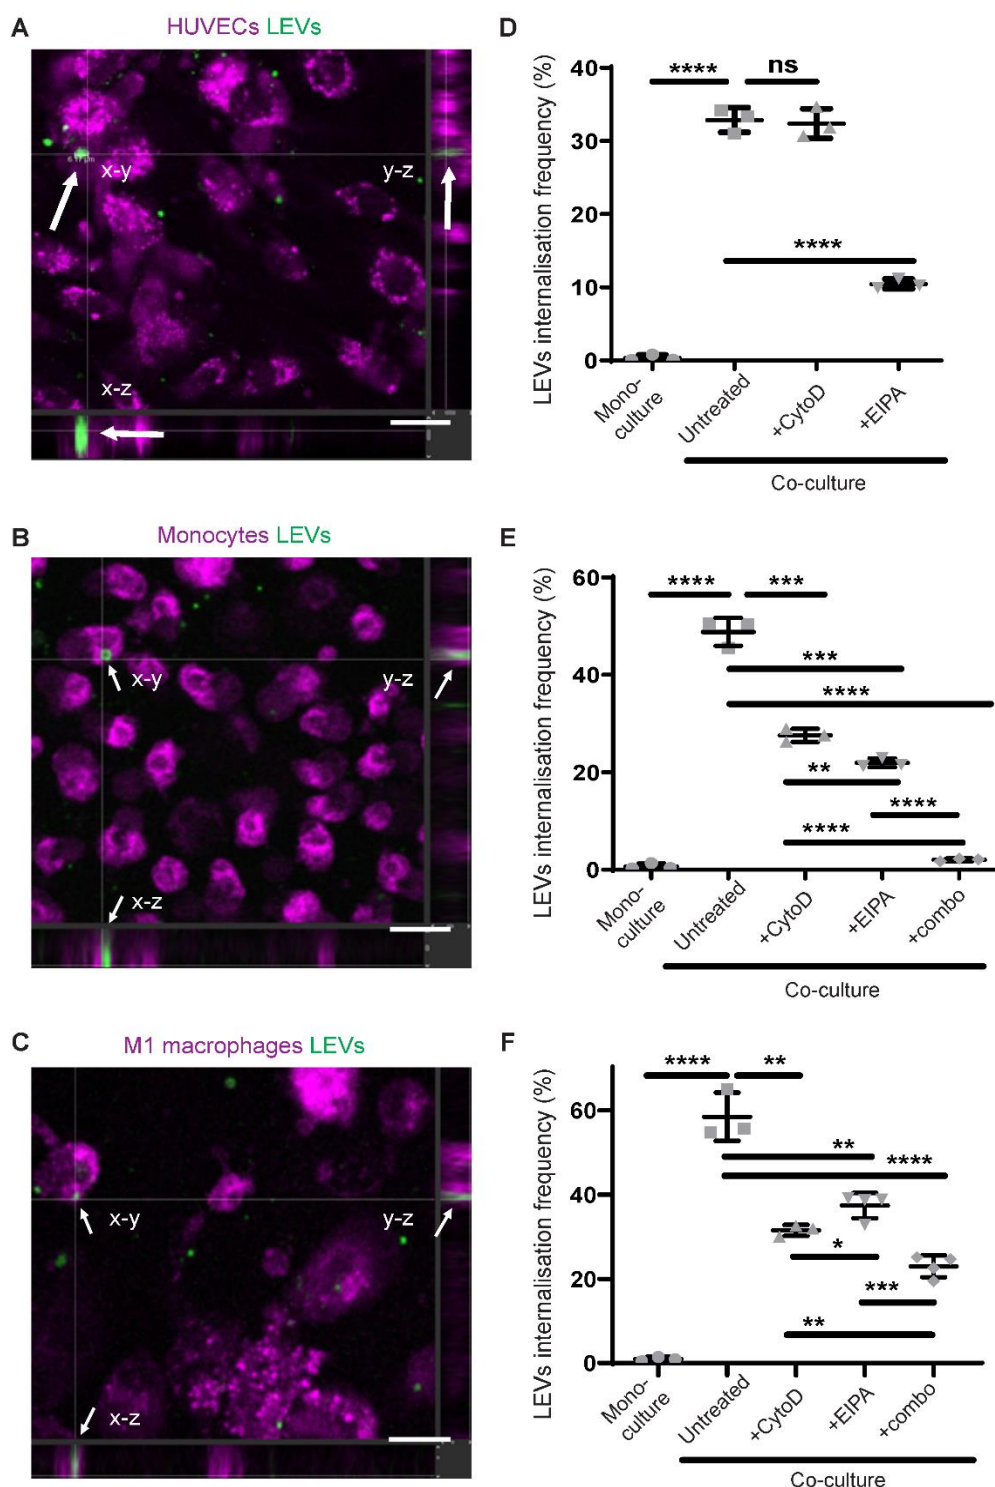 A
HUVECs LEVs
x-y
y-z
x-z
D
LEVs internalisation frequency (%)
40
30
20
10
0
****
ns
****
Mono-
culture
Untreated
+CytoD
+EIPA
Co-culture
B
Monocytes LEVs
x-y
y-z
x-z
E
LEVs internalisation frequency (%)
60
40
20
0
****
***
***
****
**
****
****
Mono-
culture
Untreated
+CytoD
+EIPA
+combo
Co-culture
C
M1 macrophages LEVs
x-y
y-z
x-z
F
LEVs internalisation frequency (%)
60
40
20
0
****
**
**
****
*
***
**
Mono-
culture
Untreated
+CytoD
+EIPA
+combo
Co-culture